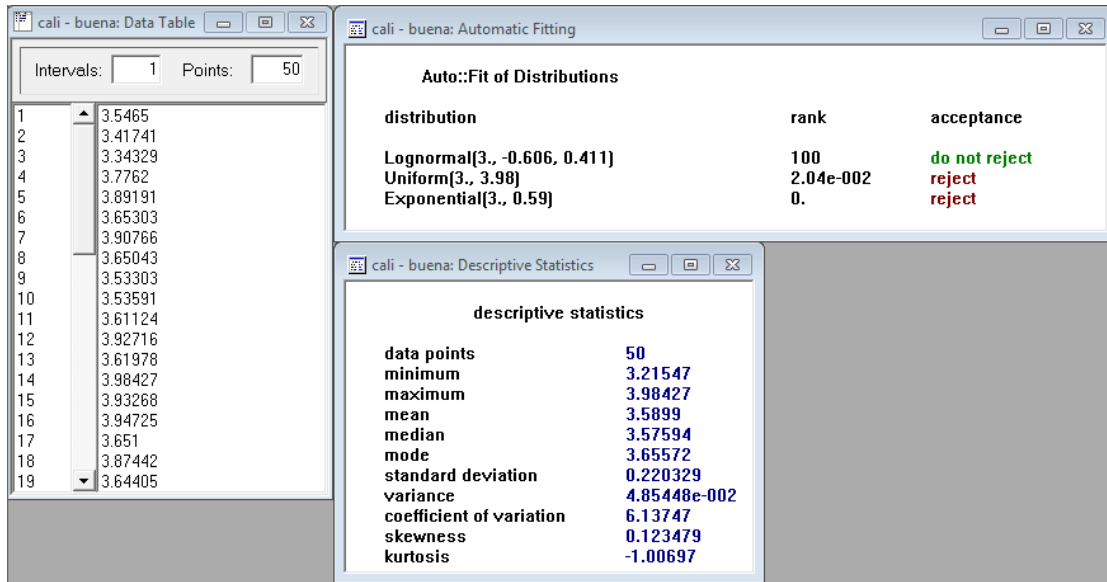 cali - buena: Data Table
Intervals: 1 Points: 50
1 3.5465
2 3.41741
3 3.34329
4 3.7762
5 3.89191
6 3.65303
7 3.90766
8 3.65043
9 3.53303
10 3.53591
11 3.61124
12 3.92716
13 3.61978
14 3.98427
15 3.93268
16 3.94725
17 3.651
18 3.87442
19 3.64405
cali - buena: Automatic Fitting
Auto::Fit of Distributions
distribution rank acceptance
Lognormal(3., -0.606, 0.411) 100 do not reject
Uniform(3., 3.98) 2.04e-002 reject
Exponential(3., 0.59) 0. reject
cali - buena: Descriptive Statistics
descriptive statistics
data points 50
minimum 3.21547
maximum 3.98427
mean 3.5899
median 3.57594
mode 3.65572
standard deviation 0.220329
variance 4.85448e-002
coefficient of variation 6.13747
skewness 0.123479
kurtosis -1.00697